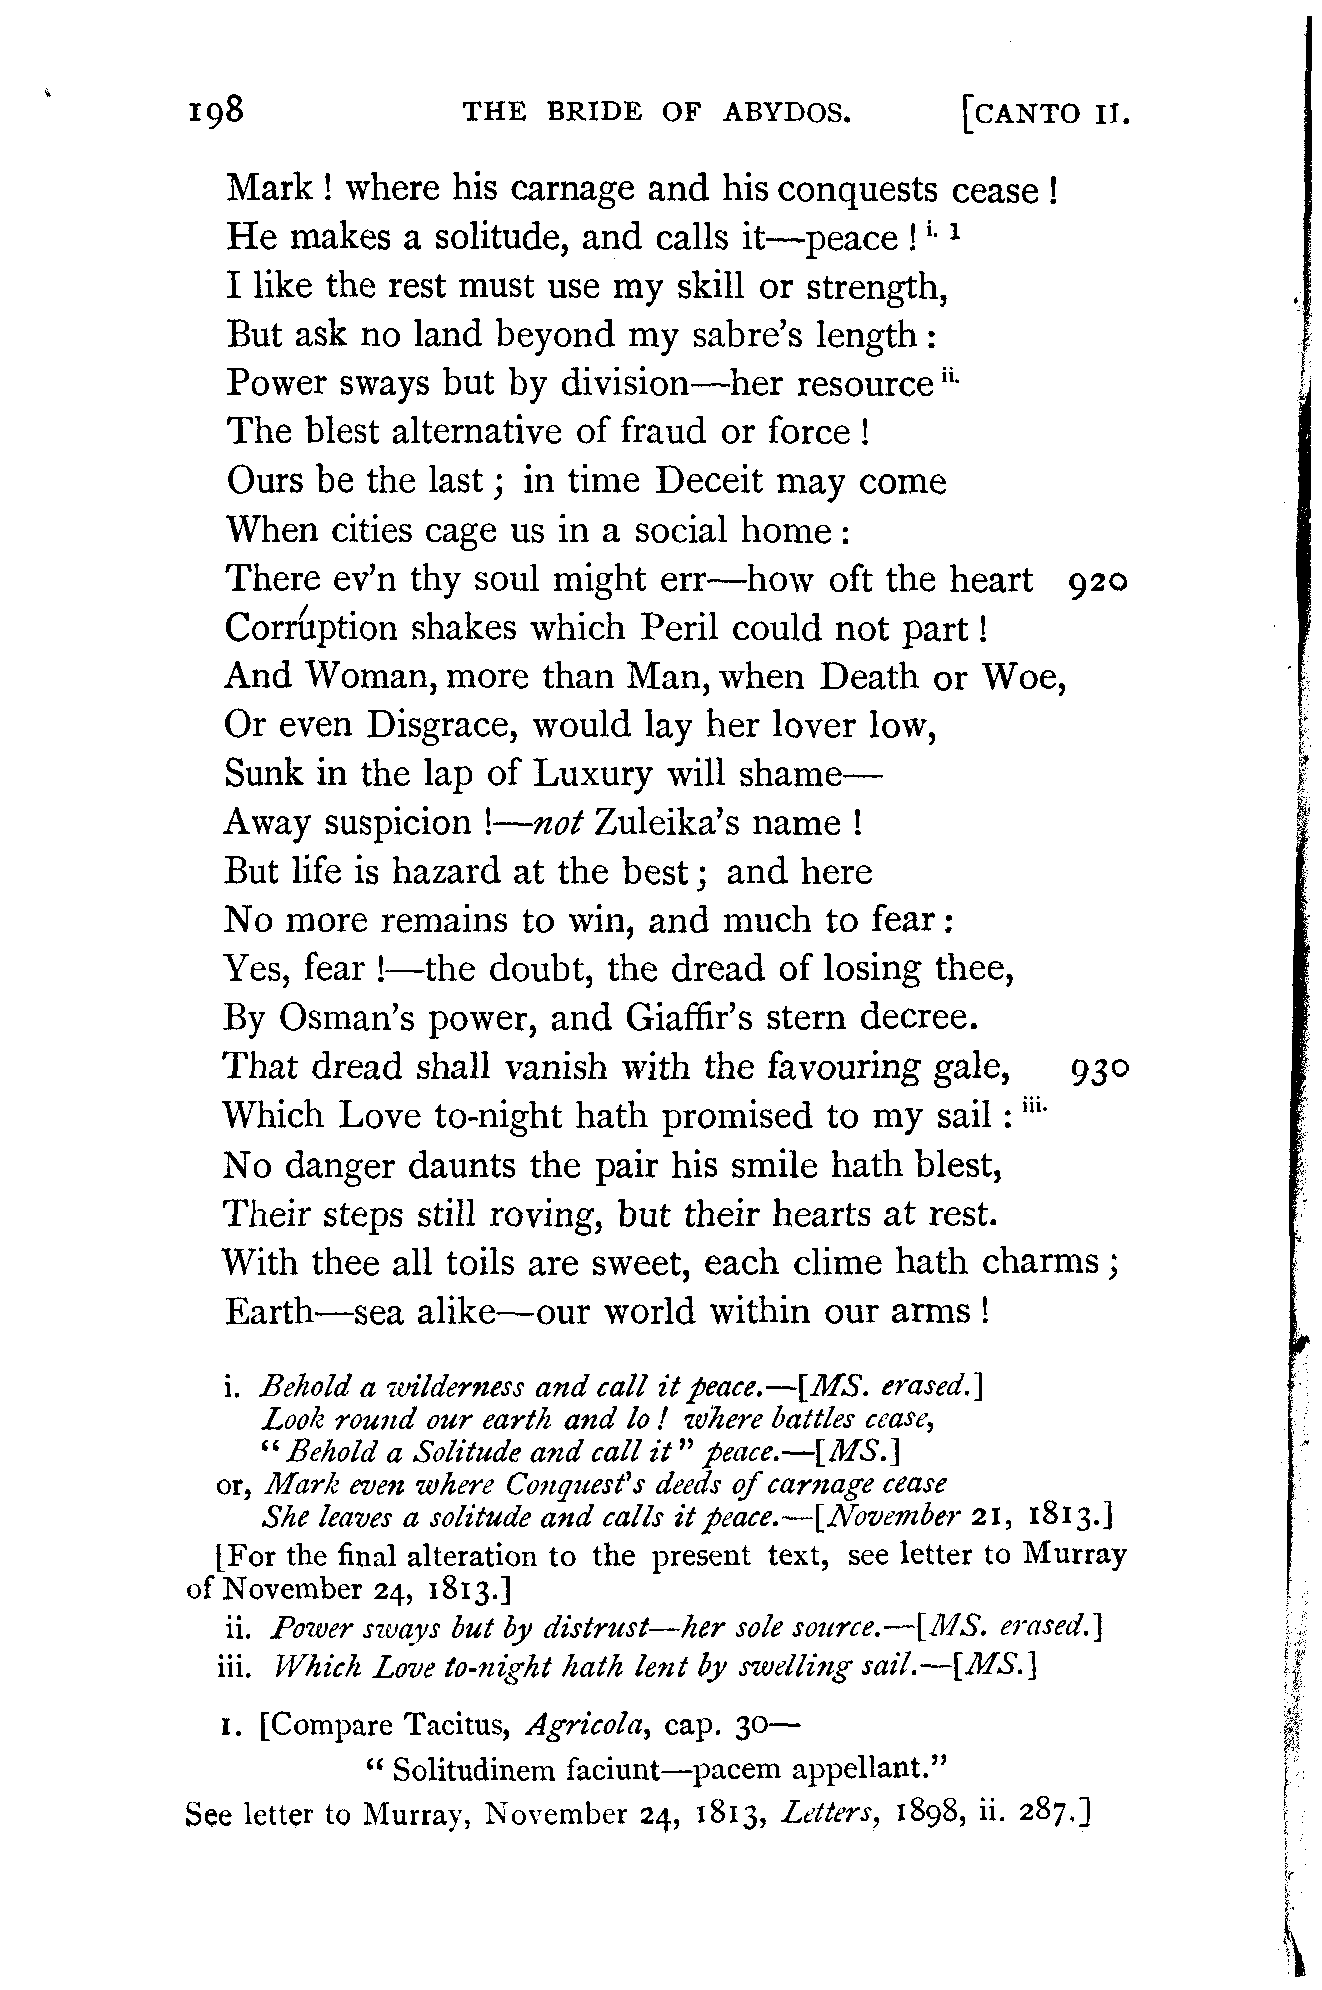 198 THE BRIDE OF ABYDOS. [CANTO II.
Mark ! where his carnage and his conquests cease !
He makes a solitude, and calls it—peace ! i. 1
I like the rest must use my skill or strength,
But ask no land beyond my sabre's length :
Power sways but by division—her resource ii.
The blest alternative of fraud or force !
Ours be the last ; in time Deceit may come
When cities cage us in a social home :
There ev'n thy soul might err—how oft the heart 920
Corruption shakes which Peril could not part !
And Woman, more than Man, when Death or Woe,
Or even Disgrace, would lay her lover low,
Sunk in the lap of Luxury will shame—
Away suspicion !—not Zuleika's name !
But life is hazard at the best ; and here
No more remains to win, and much to fear :
Yes, fear !—the doubt, the dread of losing thee,
By Osman's power, and Giaffir's stern decree.
That dread shall vanish with the favouring gale, 930
Which Love to-night hath promised to my sail : iii.
No danger daunts the pair his smile hath blest,
Their steps still roving, but their hearts at rest.
With thee all toils are sweet, each clime hath charms ;
Earth—sea alike—our world within our arms !
i. Behold a wilderness and call it peace.—[MS. erased.]
Look round our earth and lo ! where battles cease,
"Behold a Solitude and call it" peace.—[MS.]
or, Mark even where Conquest's deeds of carnage cease
She leaves a solitude and calls it peace.—[November 21, 1813.]
[For the final alteration to the present text, see letter to Murray
of November 24, 1813.]
ii. Power sways but by distrust—her sole source.—[MS. erased.]
iii. Which Love to-night hath lent by swelling sail.—[MS.]
1. [Compare Tacitus, Agricola, cap. 30—
"Solitudinem faciunt—pacem appellant."
See letter to Murray, November 24, 1813, Letters, 1898, ii. 287.]